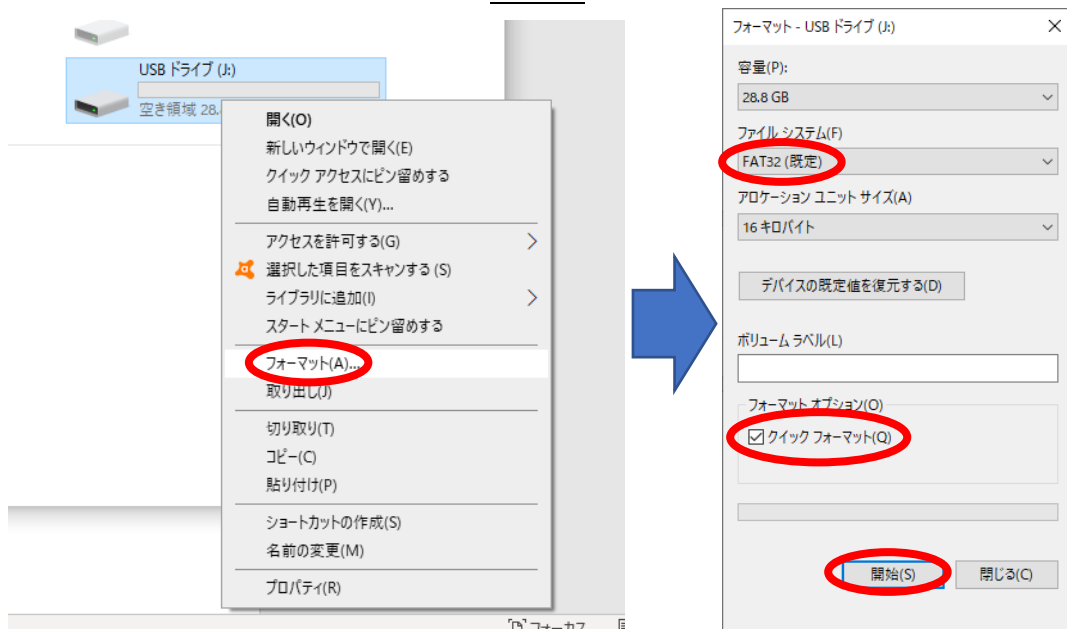 USB ドライブ (J:)
空き領域 28.
開く(O)
新しいウィンドウで開く(E)
クイック アクセスにピン留めする
自動再生を開く(Y)...
アクセスを許可する(G)
選択した項目をスキャンする (S)
ライブラリに追加(I)
スタート メニューにピン留めする
フォーマット(A)...
取り出し(J)
切り取り(T)
コピー(C)
貼り付け(P)
ショートカットの作成(S)
名前の変更(M)
プロパティ(R)
フォーカス
フォーマット - USB ドライブ (J:)
容量(P):
28.8 GB
ファイル システム(F)
FAT32 (既定)
アロケーション ユニット サイズ(A)
16 キロバイト
デバイスの既定値を復元する(D)
ボリューム ラベル(L)
フォーマット オプション(O)
クイック フォーマット(Q)
開始(S)
閉じる(C)